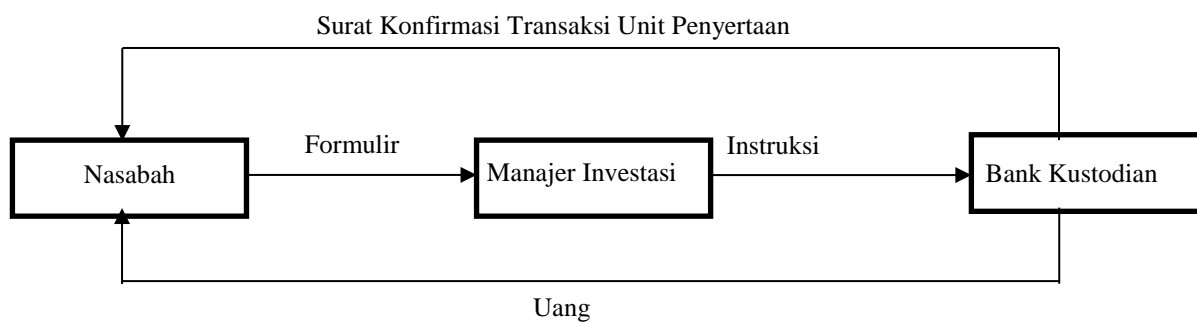 Surat Konfirmasi Transaksi Unit Penyertaan
Formulir
Instruksi
Nasabah
Manajer Investasi
Bank Kustodian
Uang